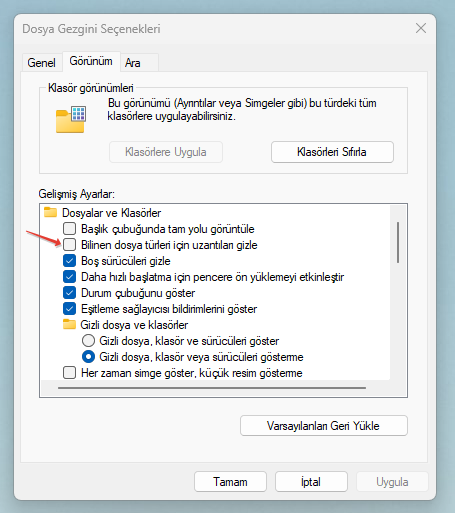 Dosya Gezgini Seçenekleri
Genel
Görünüm
Ara
Klasör görünümleri
Bu görünümü (Ayrıntılar veya Simgeler gibi) bu türdeki tüm
klasörlere uygulayabilirsiniz.
Klasörlere Uygula
Klasörleri Sıfırla
Gelişmiş Ayarlar:
Dosyalar ve Klasörler
Başlık çubuğunda tam yolu görüntüle
Bilinen dosya türleri için uzantıları gizle
Boş sürücüleri gizle
Daha hızlı başlatma için pencere ön yüklemeyi etkinleştir
Durum çubuğunu göster
Eşitleme sağlayıcısı bildirimlerini göster
Gizli dosya ve klasörler
Gizli dosya, klasör ve sürücüleri göster
Gizli dosya, klasör veya sürücüleri gösterme
Her zaman simge göster, küçük resim gösterme
Varsayılanları Geri Yükle
Tamam
İptal
Uygula